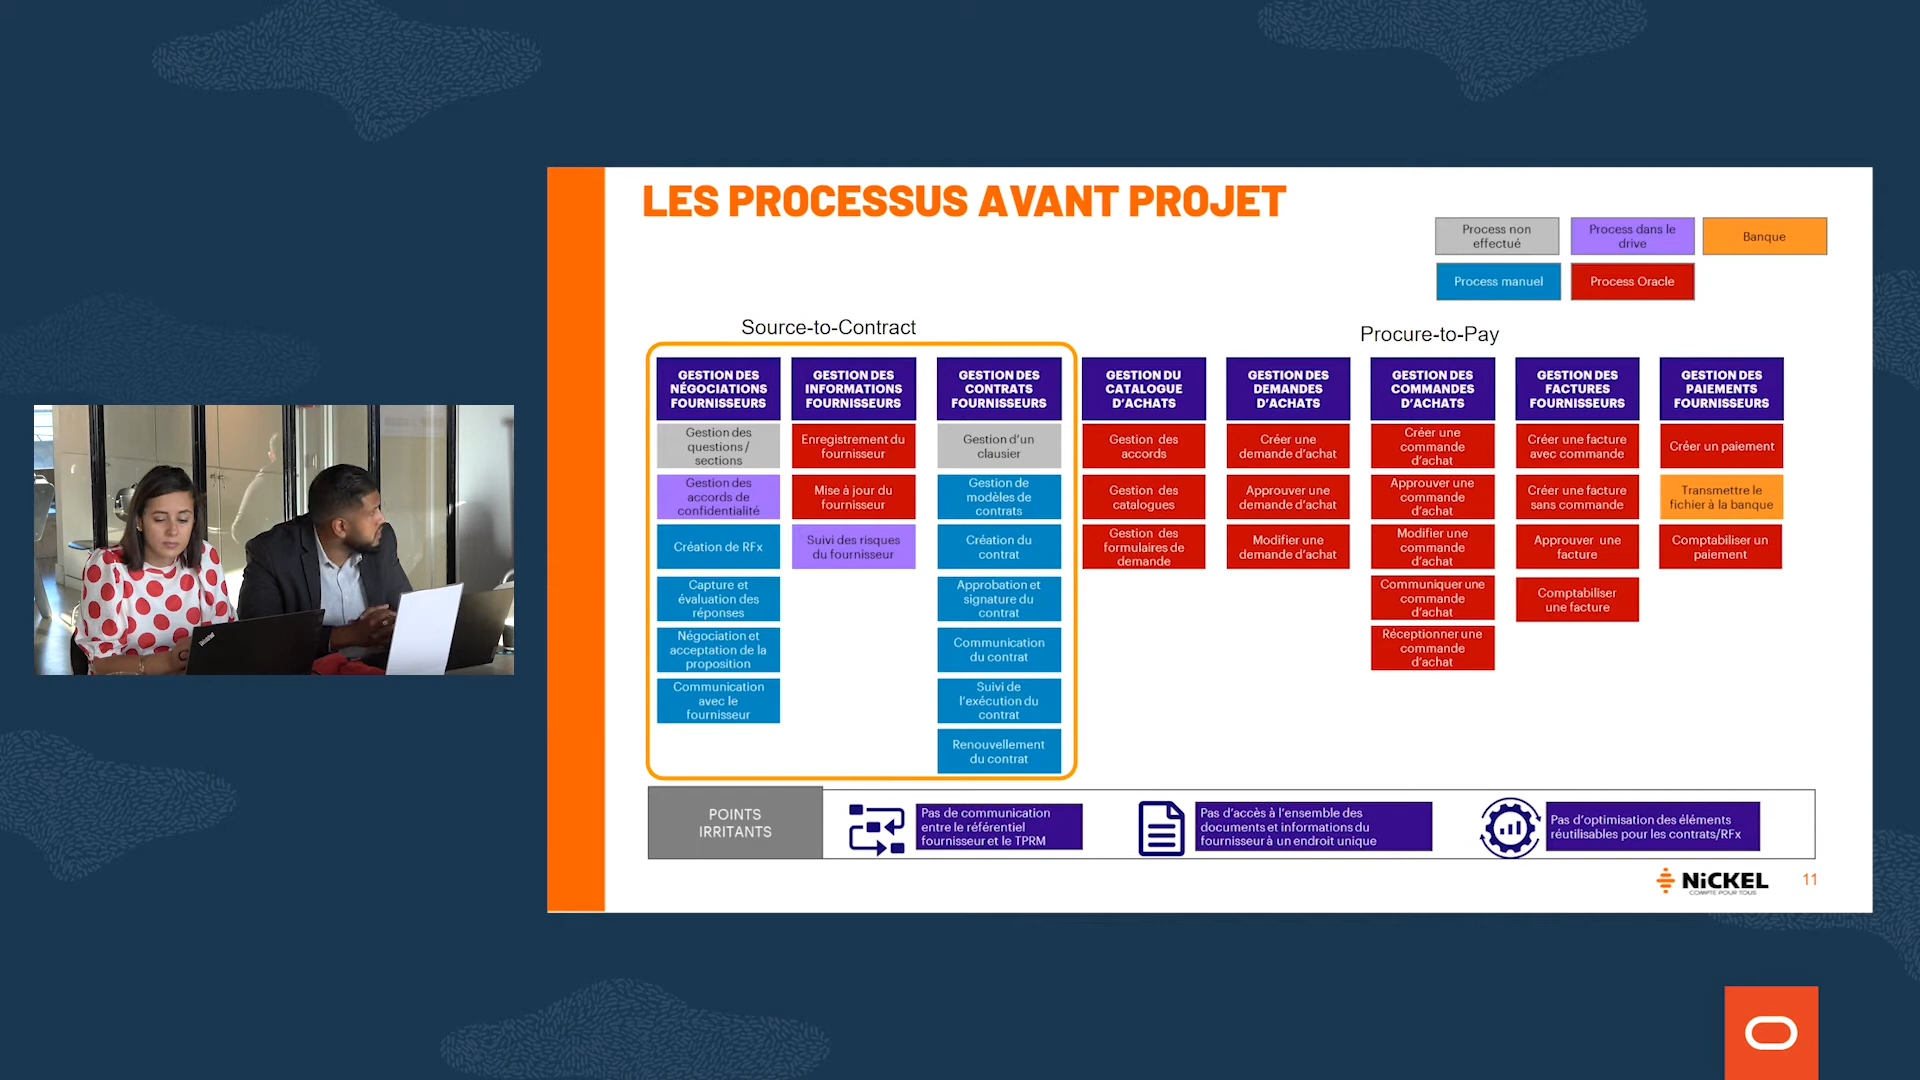 LES PROCESSUS AVANT PROJET
Process non
effectué
Process dans le
drive
Banque
Process manuel
Process Oracle
Source-to-Contract
Procure-to-Pay
GESTION DES
NÉGOCIATIONS
FOURNISSEURS
Gestion des
questions /
sections
Gestion des
accords de
confidentialité
Création de RFx
Capture et
évaluation des
réponses
Négociation et
acceptation de la
proposition
Communication
avec le
fournisseur
GESTION DES
INFORMATIONS
FOURNISSEURS
Enregistrement du
fournisseur
Mise à jour du
fournisseur
Suivi des risques
du fournisseur
GESTION DES
CONTRATS
FOURNISSEURS
Gestion d'un
clausier
Gestion de
modèles de
contrats
Création du
contrat
Approbation et
signature du
contrat
Communication
du contrat
Suivi de
l'exécution du
contrat
Renouvellement
du contrat
GESTION DU
CATALOGUE
D'ACHATS
Gestion des
accords
Gestion des
catalogues
Gestion des
formulaires de
demande
GESTION DES
DEMANDES
D'ACHATS
Créer une
demande d'achat
Approuver une
demande d'achat
Modifier une
demande d'achat
GESTION DES
COMMANDES
D'ACHATS
Créer une
commande
d'achat
Approuver une
commande
d'achat
Modifier une
commande
d'achat
Communiquer une
commande
d'achat
Réceptionner une
commande
d'achat
GESTION DES
FACTURES
FOURNISSEURS
Créer une facture
avec commande
Créer une facture
sans commande
Approuver une
facture
Comptabiliser
une facture
GESTION DES
PAIEMENTS
FOURNISSEURS
Créer un paiement
Transmettre le
fichier à la banque
Comptabiliser un
paiement
POINTS
IRRITANTS
Pas de communication
entre le référentiel
fournisseur et le TPRM
Pas d'accès à l'ensemble des
documents et informations du
fournisseur à un endroit unique
Pas d'optimisation des éléments
réutilisables pour les contrats/RFx
NiCKEL
COMPTE POUR TOUS
11
ThinkPad